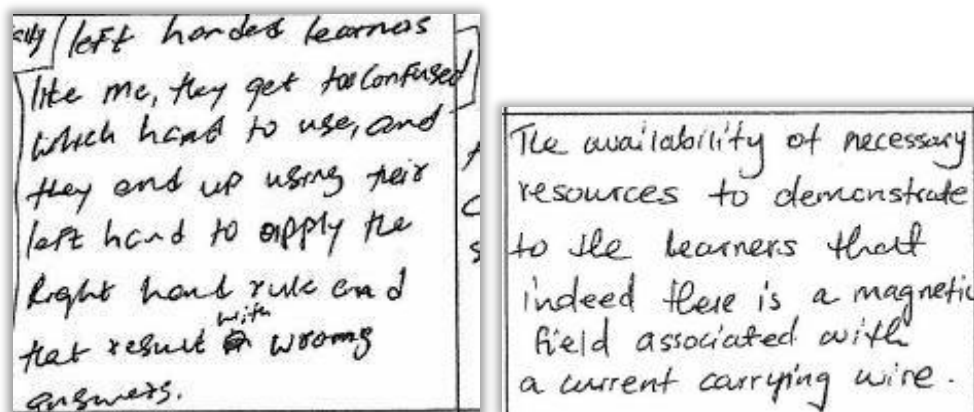 left handed learners
like me, they get too confused
which hand to use, and
they end up using their
left hand to apply the
Right hand rule and
that result with wrong
answers.
The availability of necessary
resources to demonstrate
to the learners that
indeed there is a magnetic
field associated with
a current carrying wire.